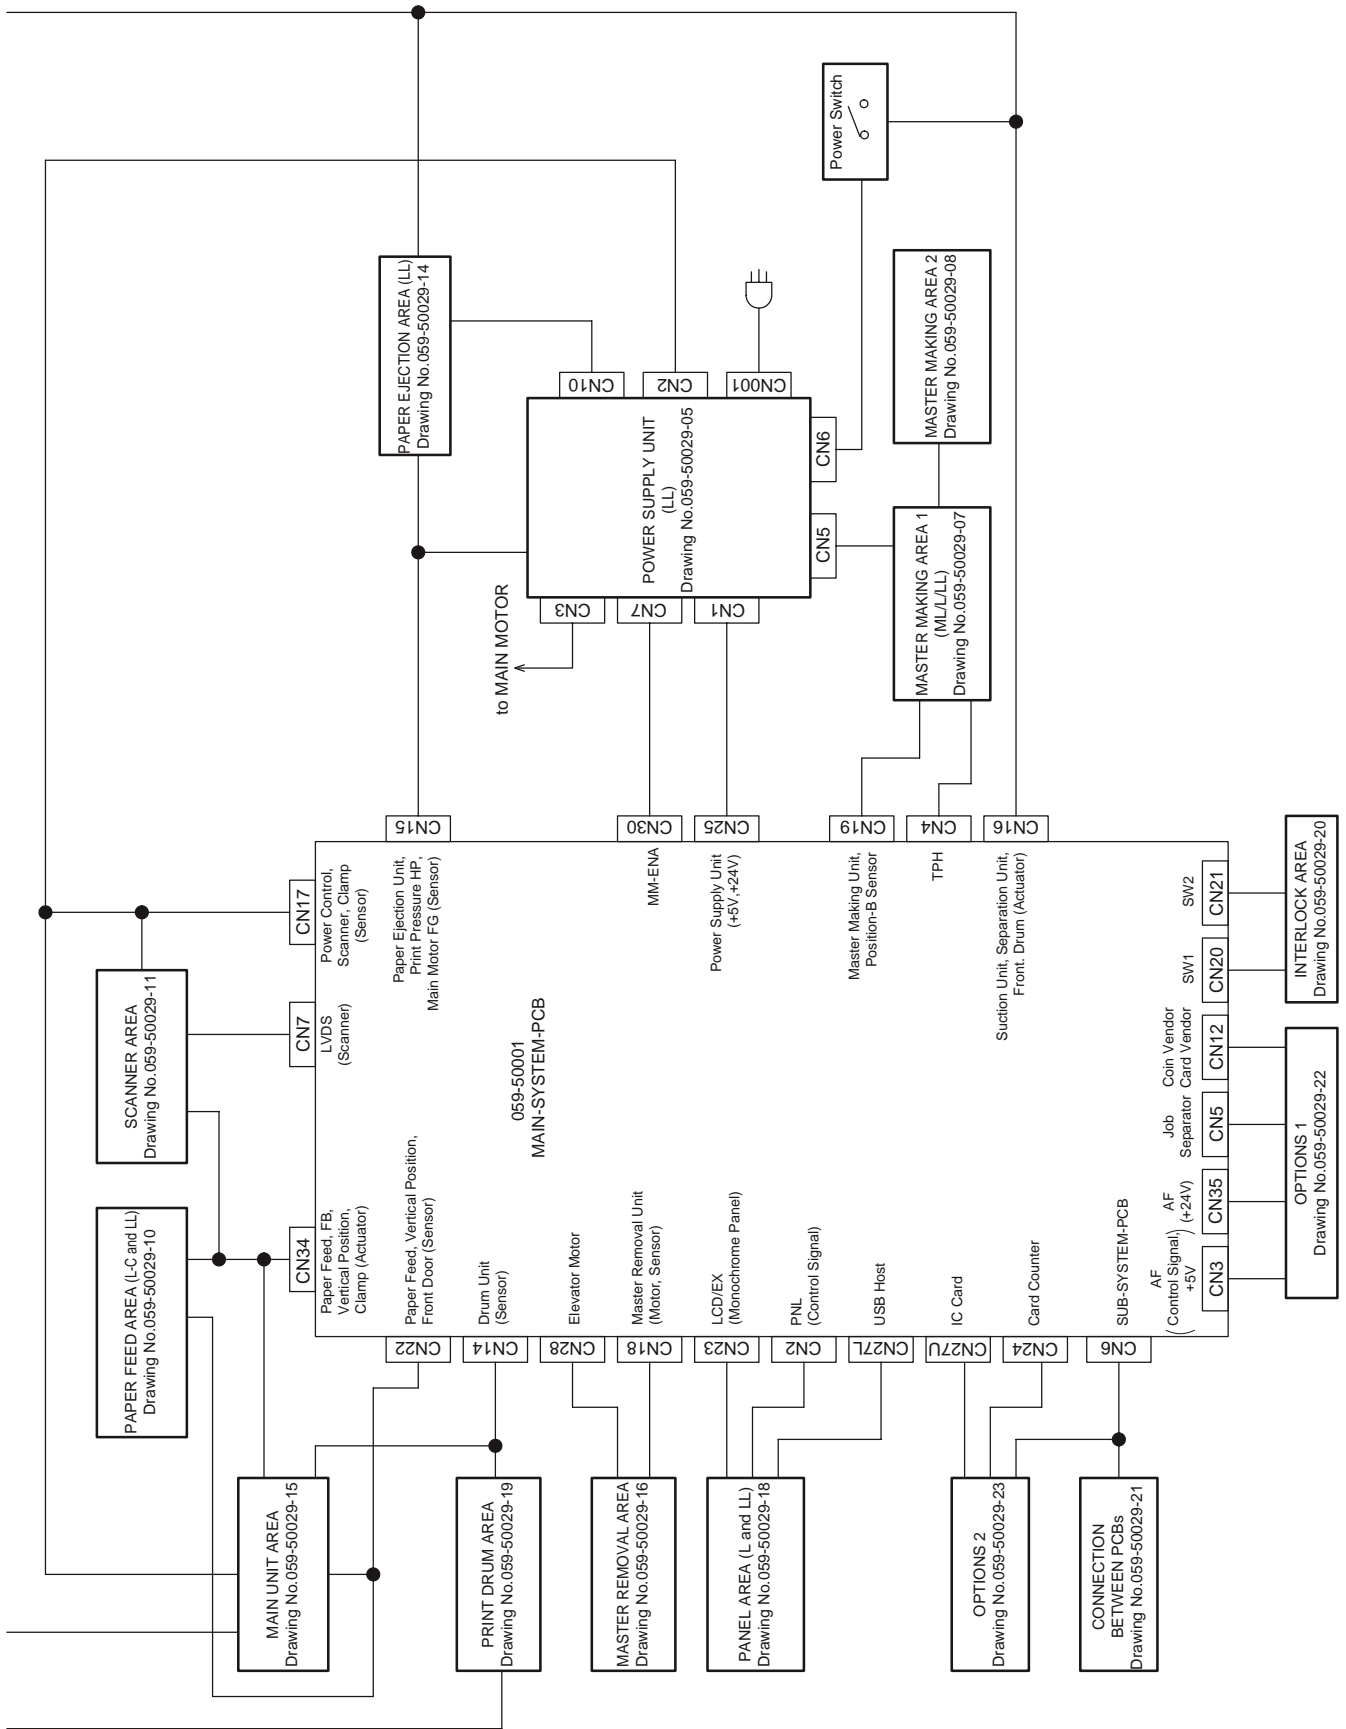 PAPER FEED AREA (L-C and LL)
Drawing No.059-50029-10
SCANNER AREA
Drawing No.059-50029-11
MAIN UNIT AREA
Drawing No.059-50029-15
PRINT DRUM AREA
Drawing No.059-50029-19
MASTER REMOVAL AREA
Drawing No.059-50029-16
PANEL AREA (L and LL)
Drawing No.059-50029-18
OPTIONS 2
Drawing No.059-50029-23
CONNECTION
BETWEEN PCBs
Drawing No.059-50029-21
CN34
Paper Feed, FB,
Vertical Position,
Clamp (Actuator)
CN7
LVDS
(Scanner)
CN17
Power Control,
Scanner, Clamp
(Sensor)
CN22
Paper Feed, Vertical Position,
Front Door (Sensor)
CN14
Drum Unit
(Sensor)
CN28
Elevator Motor
CN18
Master Removal Unit
(Motor, Sensor)
CN23
LCD/EX
(Monochrome Panel)
CN2
PNL
(Control Signal)
CN27L
USB Host
CN27U
IC Card
CN24
Card Counter
CN6
SUB-SYSTEM-PCB
059-50001
MAIN-SYSTEM-PCB
CN15
Paper Ejection Unit,
Print Pressure HP,
Main Motor FG (Sensor)
CN30
MM-ENA
CN25
Power Supply Unit
(+5V,+24V)
CN19
Master Making Unit,
Position-B Sensor
CN4
TPH
CN16
Suction Unit, Separation Unit,
Front. Drum (Actuator)
AF
(Control Signal,)
+5V
CN3
AF
(+24V)
CN35
Job
Separator
CN5
Coin Vendor
Card Vendor
CN12
SW1
CN20
SW2
CN21
OPTIONS 1
Drawing No.059-50029-22
INTERLOCK AREA
Drawing No.059-50029-20
PAPER EJECTION AREA (LL)
Drawing No.059-50029-14
to MAIN MOTOR
CN3
CN7
CN1
POWER SUPPLY UNIT
(LL)
Drawing No.059-50029-05
CN10
CN2
CN001
CN5
CN6
MASTER MAKING AREA 1
(ML/L/LL)
Drawing No.059-50029-07
MASTER MAKING AREA 2
Drawing No.059-50029-08
Power Switch